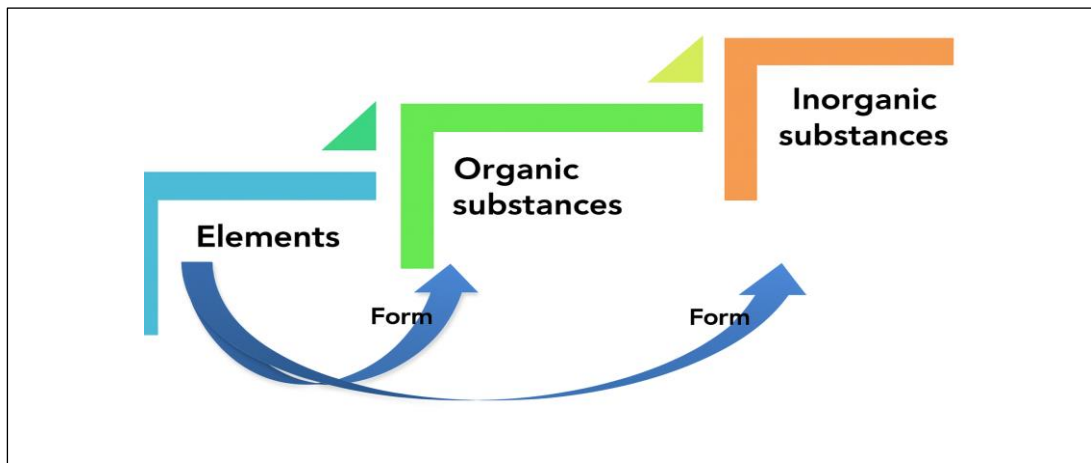 Inorganic
substances
Organic
substances
Elements
Form
Form